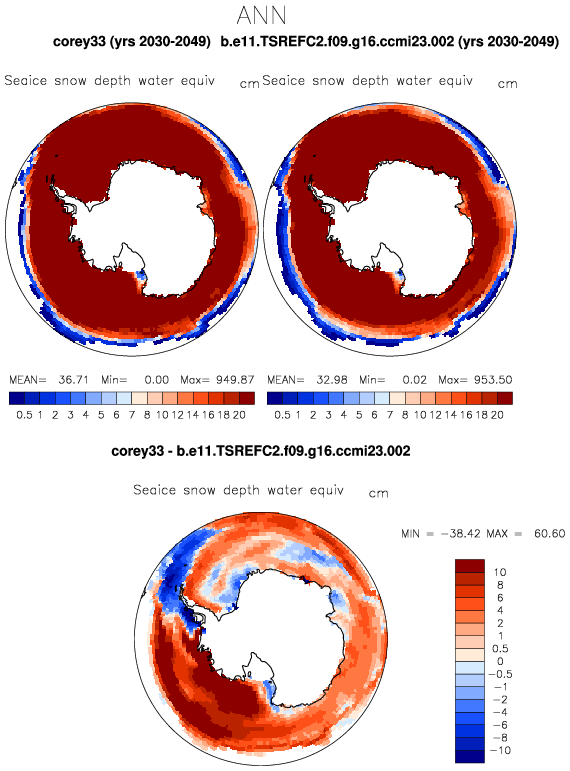 ANN
corey33 (yrs 2030-2049) b.e11.TSREFC2.f09.g16.ccmi23.002 (yrs 2030-2049)
Seaice snow depth water equiv cm Seaice snow depth water equiv cm
MEAN= 36.71 Min= 0.00 Max= 949.87 MEAN= 32.98 Min= 0.02 Max= 953.50
0.5 1 2 3 4 5 6 7 8 10 12 14 16 18 20 0.5 1 2 3 4 5 6 7 8 10 12 14 16 18 20
corey33 - b.e11.TSREFC2.f09.g16.ccmi23.002
Seaice snow depth water equiv cm
MIN = -38.42 MAX = 60.60
10
8
6
4
2
1
0.5
0
-0.5
-1
-2
-4
-6
-8
-10